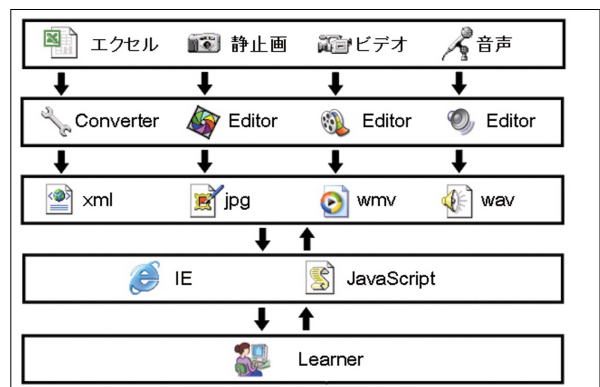 エクセル 静止画 ビデオ 音声
Converter Editor Editor Editor
xml jpg wmv wav
IE JavaScript
Learner